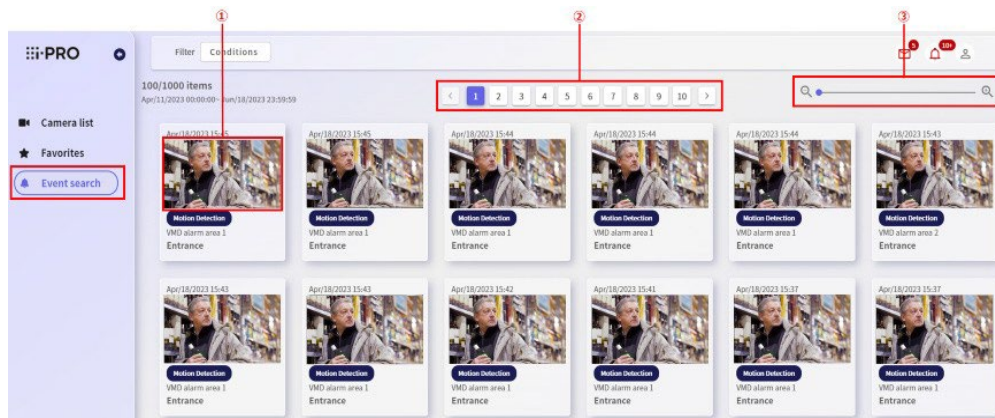 ① ② ③
i-PRO
Filter Conditions
5 10+
100/1000 items
Apr/11/2023 00:00:00~ Jun/18/2023 23:59:59
< 1 2 3 4 5 6 7 8 9 10 >
Camera list
Favorites
Event search
Apr/18/2023 15:45 Apr/18/2023 15:45 Apr/18/2023 15:44 Apr/18/2023 15:44 Apr/18/2023 15:44 Apr/18/2023 15:43
Motion Detection Motion Detection Motion Detection Motion Detection Motion Detection Motion Detection
VMD alarm area 1 VMD alarm area 1 VMD alarm area 1 VMD alarm area 1 VMD alarm area 1 VMD alarm area 2
Entrance Entrance Entrance Entrance Entrance Entrance
Apr/18/2023 15:43 Apr/18/2023 15:43 Apr/18/2023 15:42 Apr/18/2023 15:41 Apr/18/2023 15:37 Apr/18/2023 15:37
Motion Detection Motion Detection Motion Detection Motion Detection Motion Detection Motion Detection
VMD alarm area 1 VMD alarm area 1 VMD alarm area 1 VMD alarm area 1 VMD alarm area 1 VMD alarm area 1
Entrance Entrance Entrance Entrance Entrance Entrance